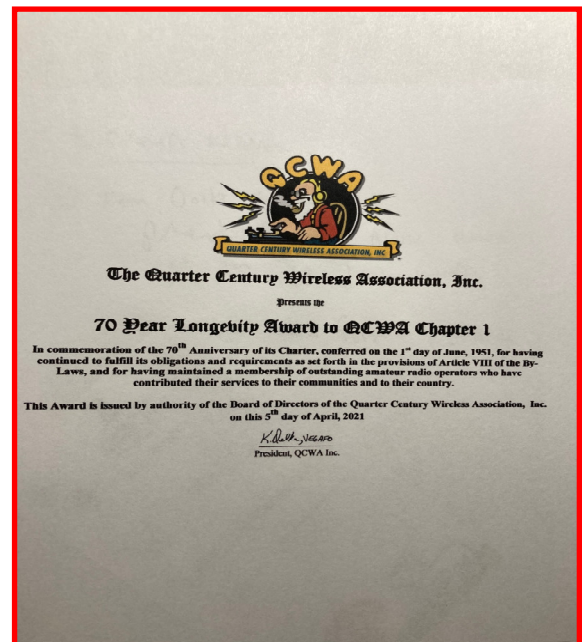 QCWA
QUARTER CENTURY WIRELESS ASSOCIATION, INC
The Quarter Century Wireless Association, Inc.
Presents the
70 Year Longevity Award to QCWA Chapter 1
In commemoration of the 70th Anniversary of its Charter, conferred on the 1st day of June, 1951, for having
continued to fulfill its obligations and requirements as set forth in the provisions of Article VIII of the By-
Laws, and for having maintained a membership of outstanding amateur radio operators who have
contributed their services to their communities and to their country.
This Award is issued by authority of the Board of Directors of the Quarter Century Wireless Association, Inc.
on this 5th day of April, 2021
President, QCWA Inc.